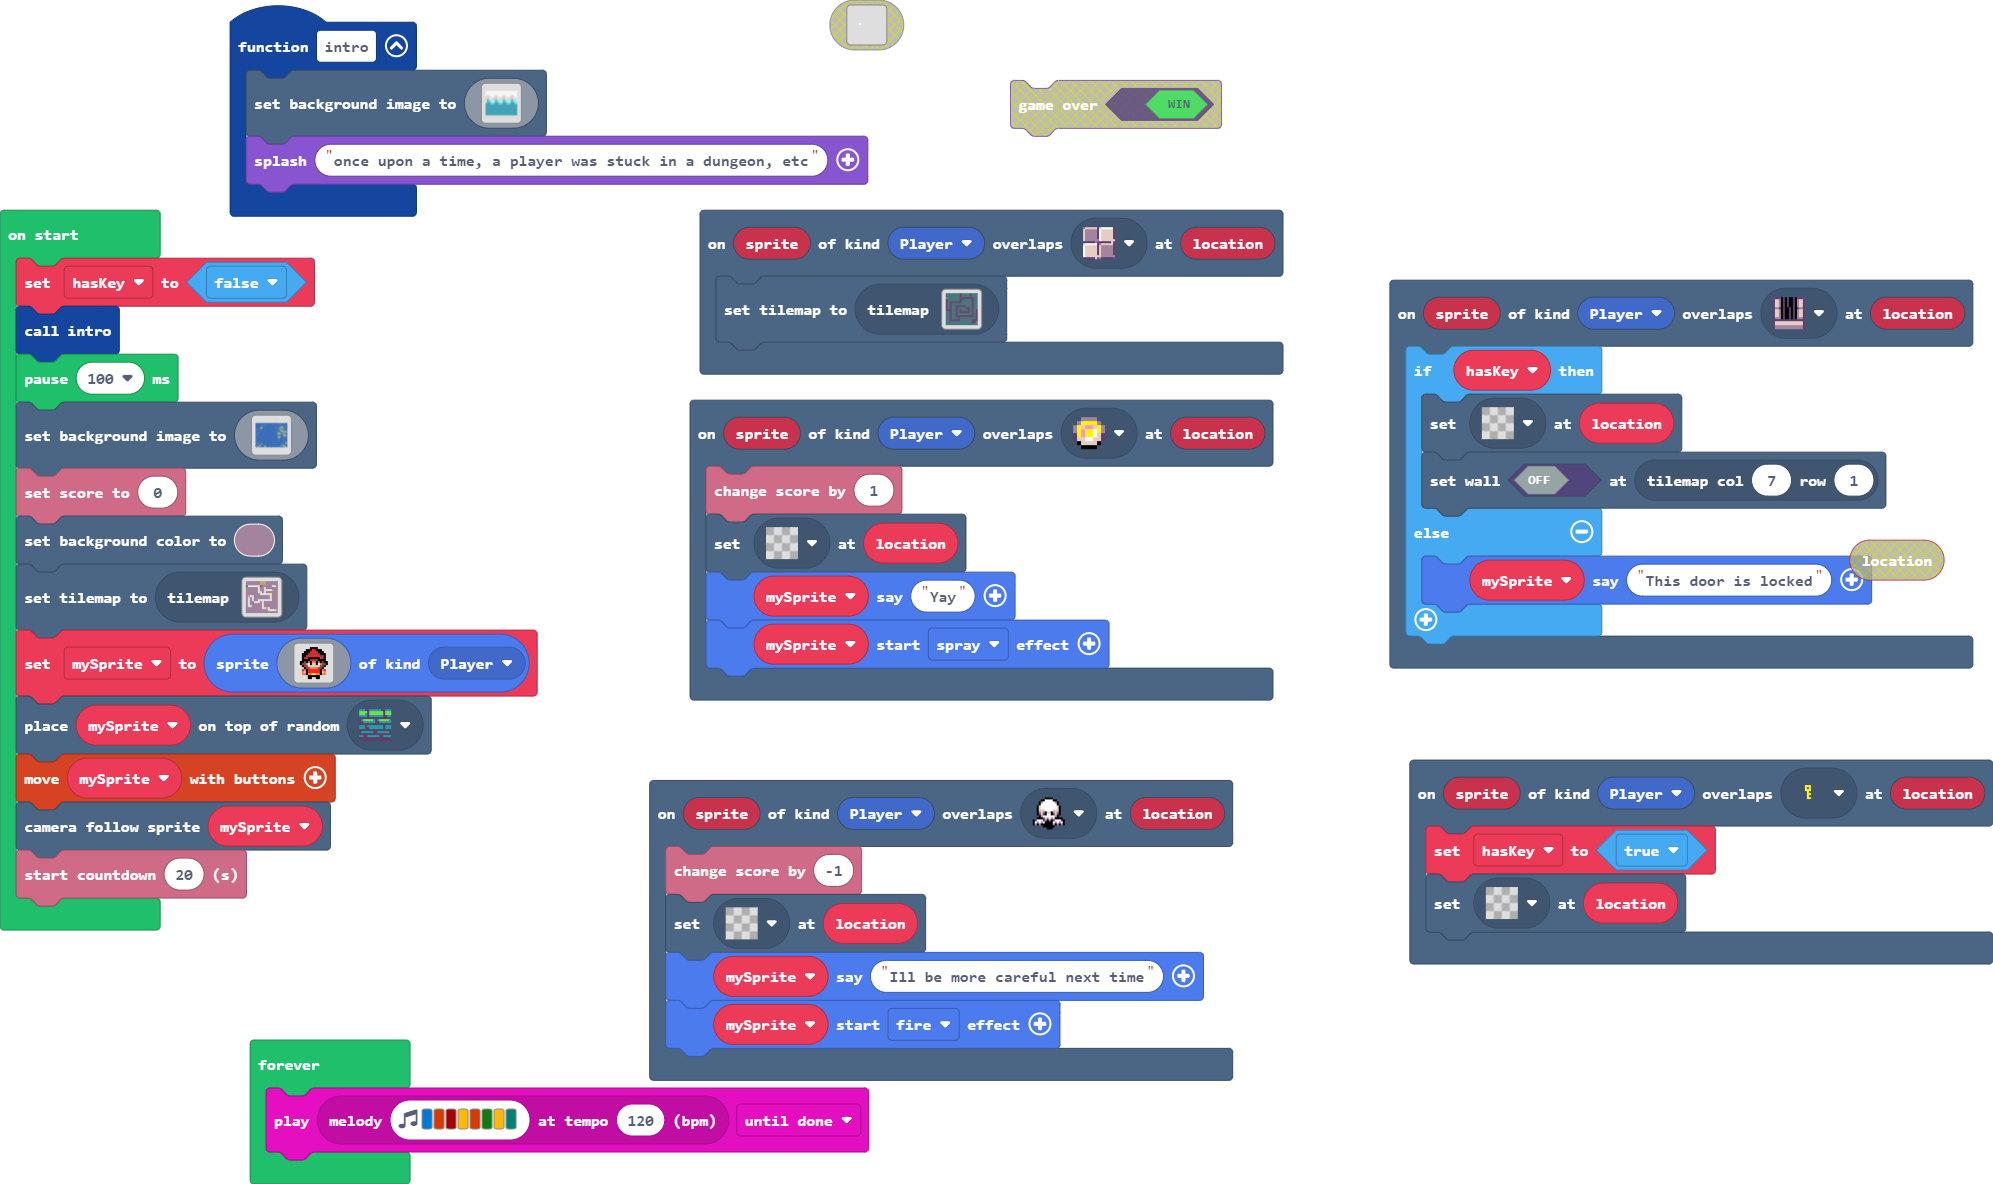 function intro
set background image to
splash "once upon a time, a player was stuck in a dungeon, etc"
game over WIN
on start
set hasKey to false
call intro
pause 100 ms
set background image to
set score to 0
set background color to
set tilemap to tilemap
set mySprite to sprite of kind Player
place mySprite on top of random
move mySprite with buttons
camera follow sprite mySprite
start countdown 20 (s)
on sprite of kind Player overlaps at location
set tilemap to tilemap
on sprite of kind Player overlaps at location
change score by 1
set at location
mySprite say "Yay"
mySprite start spray effect
on sprite of kind Player overlaps at location
if hasKey then
set at location
set wall OFF at tilemap col 7 row 1
else
location
mySprite say "This door is locked"
on sprite of kind Player overlaps at location
change score by -1
set at location
mySprite say "Ill be more careful next time"
mySprite start fire effect
on sprite of kind Player overlaps at location
set hasKey to true
set at location
forever
play melody at tempo 120 (bpm) until done